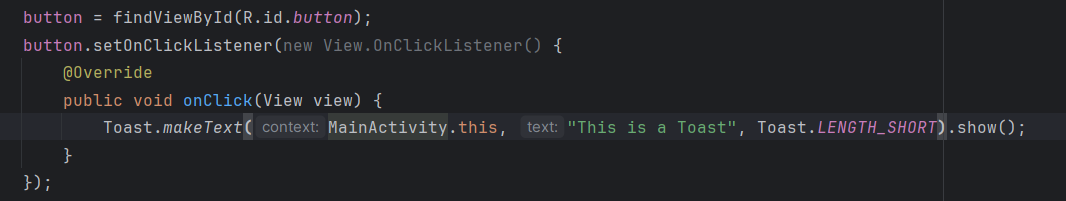 button = findViewById(R.id.button);
button.setOnClickListener(new View.OnClickListener() {
@Override
public void onClick(View view) {
Toast.makeText( context: MainActivity.this, text: "This is a Toast", Toast.LENGTH_SHORT).show();
}
});